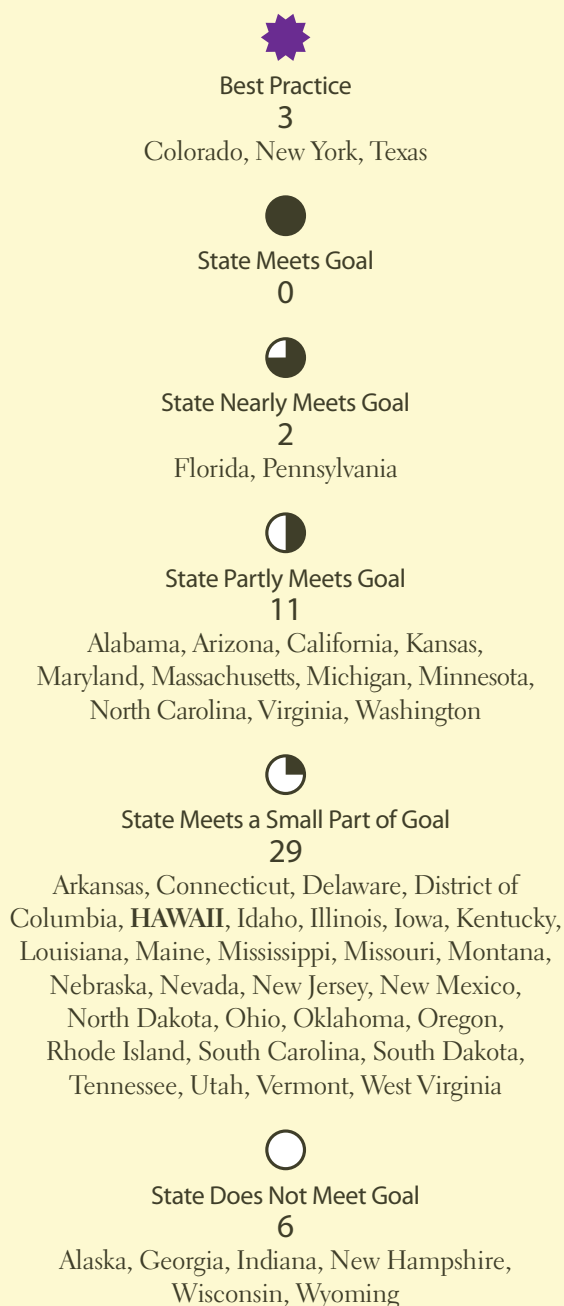 Best Practice
3
Colorado, New York, Texas
State Meets Goal
0
State Nearly Meets Goal
2
Florida, Pennsylvania
State Partly Meets Goal
11
Alabama, Arizona, California, Kansas,
Maryland, Massachusetts, Michigan, Minnesota,
North Carolina, Virginia, Washington
State Meets a Small Part of Goal
29
Arkansas, Connecticut, Delaware, District of
Columbia, HAWAII, Idaho, Illinois, Iowa, Kentucky,
Louisiana, Maine, Mississippi, Missouri, Montana,
Nebraska, Nevada, New Jersey, New Mexico,
North Dakota, Ohio, Oklahoma, Oregon,
Rhode Island, South Carolina, South Dakota,
Tennessee, Utah, Vermont, West Virginia
State Does Not Meet Goal
6
Alaska, Georgia, Indiana, New Hampshire,
Wisconsin, Wyoming